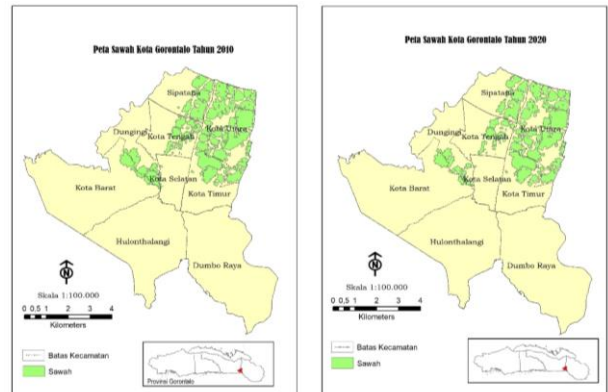 Peta Sawah Kota Gorontalo Tahun 2010
Sipatana
Dungingi
Kota Tengah
Kota Utara
Kota Barat
Kota Selatan
Kota Timur
Hulonthalangi
Dumbo Raya
N
Skala 1:100.000
0 0,5 1 2 3 4
Kilometers
Batas Kecamatan
Sawah
Provinsi Gorontalo
Peta Sawah Kota Gorontalo Tahun 2020
Sipatana
Dungingi
Kota Tengah
Kota Utara
Kota Barat
Kota Selatan
Kota Timur
Hulonthalangi
Dumbo Raya
N
Skala 1:100.000
0 0,5 1 2 3 4
Kilometers
Batas Kecamatan
Sawah